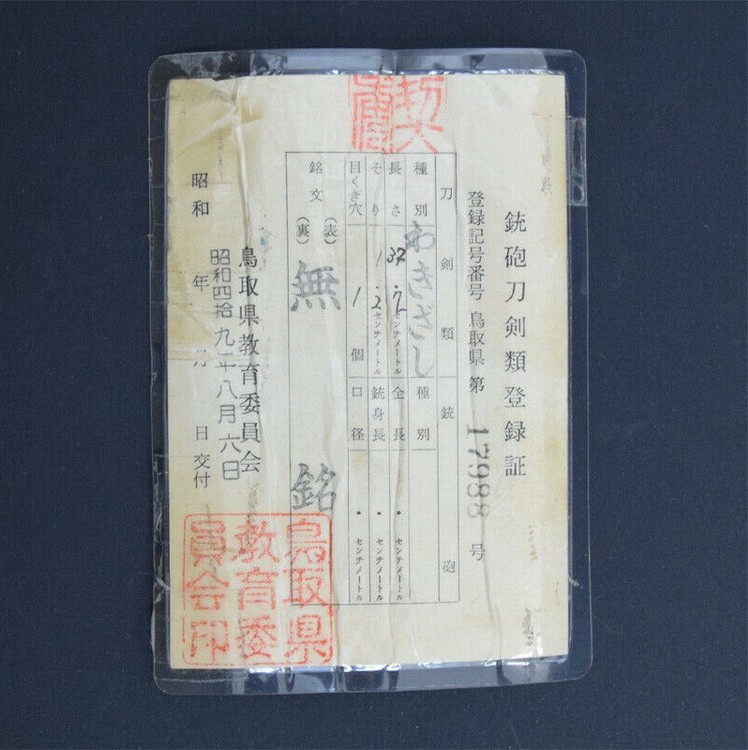 銃砲刀剣類登録証
登録記号番号 鳥取県 第 17988 号
刀剣類 銃砲
種別 わきざし 種別
長さ 37.2 センチメートル 全長 ・ センチメートル
そり 1.2 センチメートル 銃身長 ・ センチメートル
目くぎ穴 1 個 口径 ・ センチメートル
銘文 (表)
(裏) 無銘
鳥取県教育委員会
昭和四拾九年八月六日
昭和 年 月 日交付
鳥取県
教育委
員会印